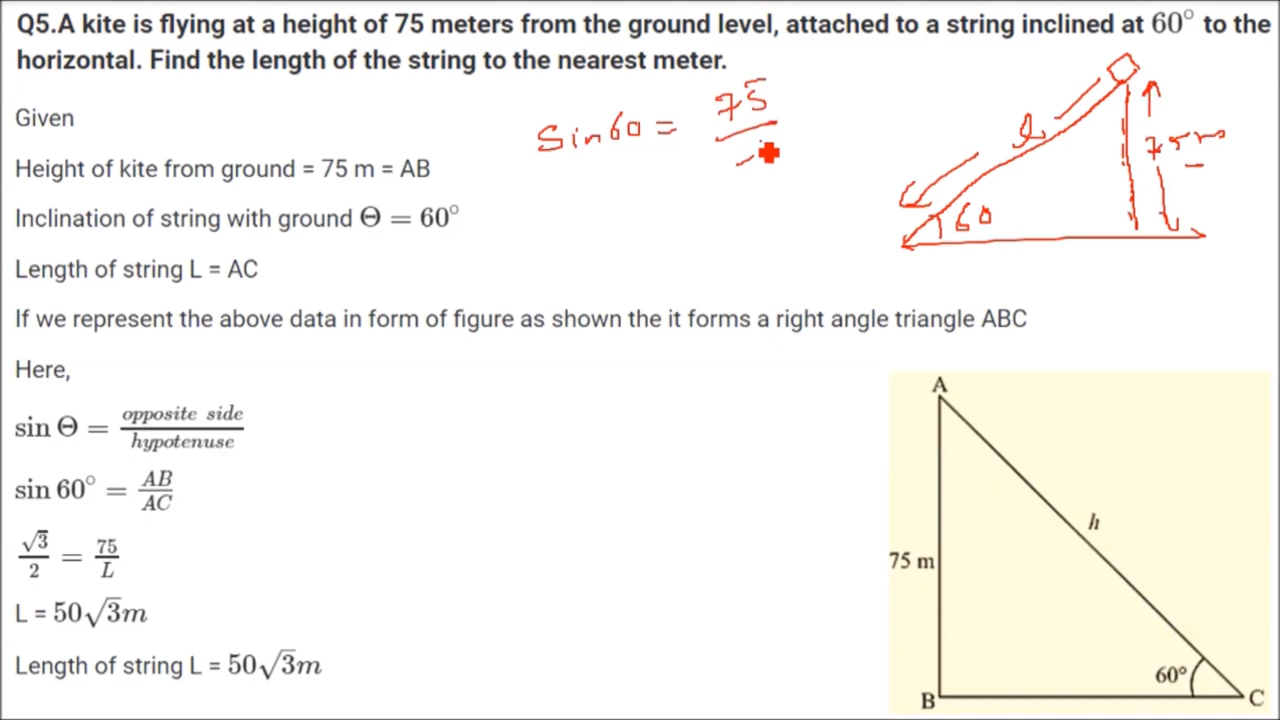 Q5.A kite is flying at a height of 75 meters from the ground level, attached to a string inclined at 60° to the
horizontal. Find the length of the string to the nearest meter.
sin60 = 75/
l
75m
60
Given
Height of kite from ground = 75 m = AB
Inclination of string with ground Θ = 60°
Length of string L = AC
If we represent the above data in form of figure as shown the it forms a right angle triangle ABC
Here,
sin Θ = opposite side/hypotenuse
sin 60° = AB/AC
√3/2 = 75/L
L = 50√3m
Length of string L = 50√3m
A
h
75 m
60°
B
C